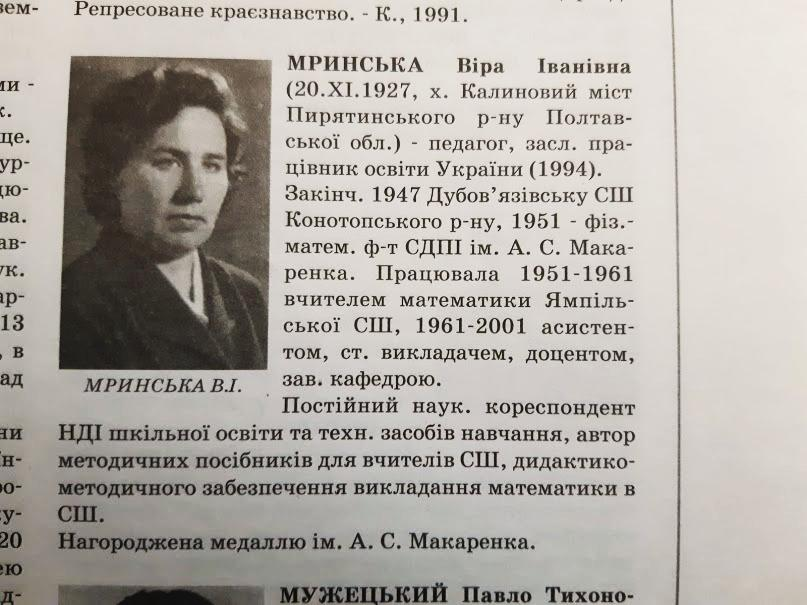 Репресоване краєзнавство. - К., 1991.
МРИНСЬКА Віра Іванівна
(20.XI.1927, х. Калиновий міст
Пирятинського р-ну Полтав-
ської обл.) - педагог, засл. пра-
цівник освіти України (1994).
Закінч. 1947 Дубов’язівську СШ
Конотопського р-ну, 1951 - фіз.-
матем. ф-т СДПІ ім. А. С. Мака-
ренка. Працювала 1951-1961
вчителем математики Ямпіль-
ської СШ, 1961-2001 асистен-
том, ст. викладачем, доцентом,
зав. кафедрою.
МРИНСЬКА В.І.
Постійний наук. кореспондент
НДІ шкільної освіти та техн. засобів навчання, автор
методичних посібників для вчителів СШ, дидактико-
методичного забезпечення викладання математики в
СШ.
Нагороджена медаллю ім. А. С. Макаренка.
МУЖЕЦЬКИЙ Павло Тихоно-